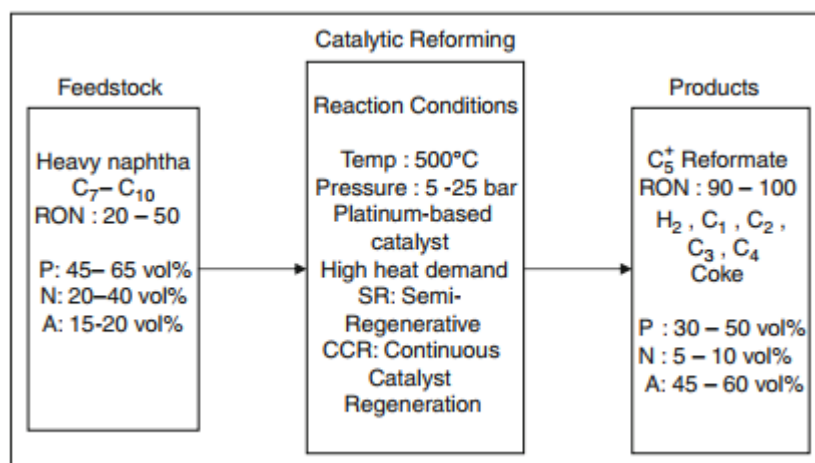 Catalytic Reforming
Feedstock
Heavy naphtha
C₇– C₁₀
RON : 20 – 50
P: 45– 65 vol%
N: 20–40 vol%
A: 15-20 vol%
Reaction Conditions
Temp : 500°C
Pressure : 5 -25 bar
Platinum-based
catalyst
High heat demand
SR: Semi-
Regenerative
CCR: Continuous
Catalyst
Regeneration
Products
C₅⁺ Reformate
RON : 90 – 100
H₂ , C₁ , C₂ ,
C₃ , C₄
Coke
P : 30 – 50 vol%
N : 5 – 10 vol%
A: 45 – 60 vol%